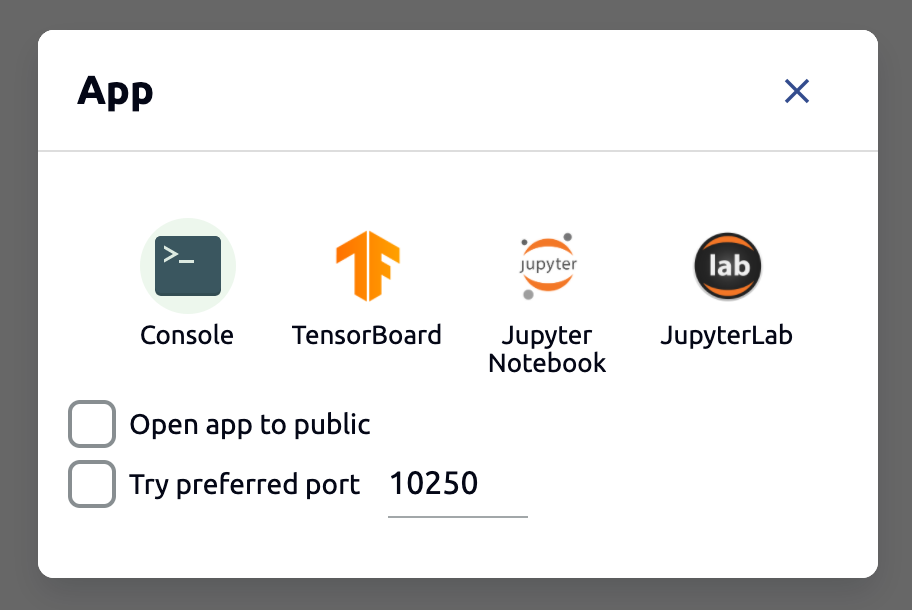 App
>_
jupyter
lab
Console
TensorBoard
Jupyter
Notebook
JupyterLab
Open app to public
Try preferred port 10250